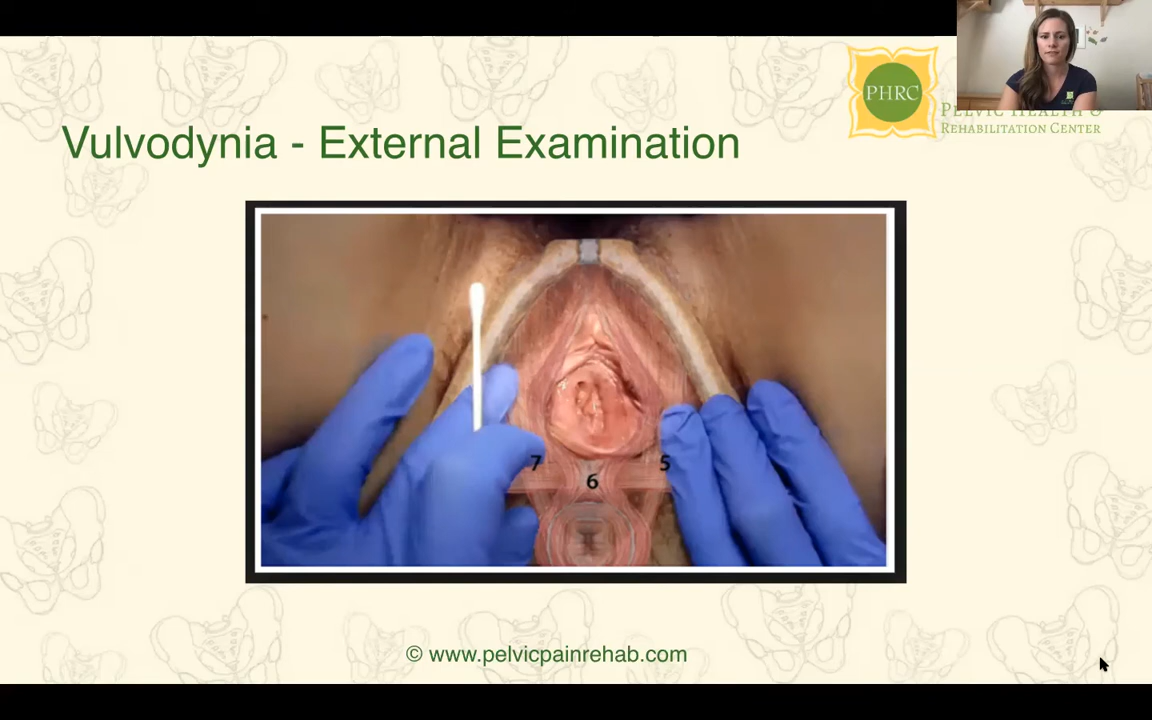 PHRC
PELVIC HEALTH &
REHABILITATION CENTER
Vulvodynia - External Examination
7
5
6
© www.pelvicpainrehab.com